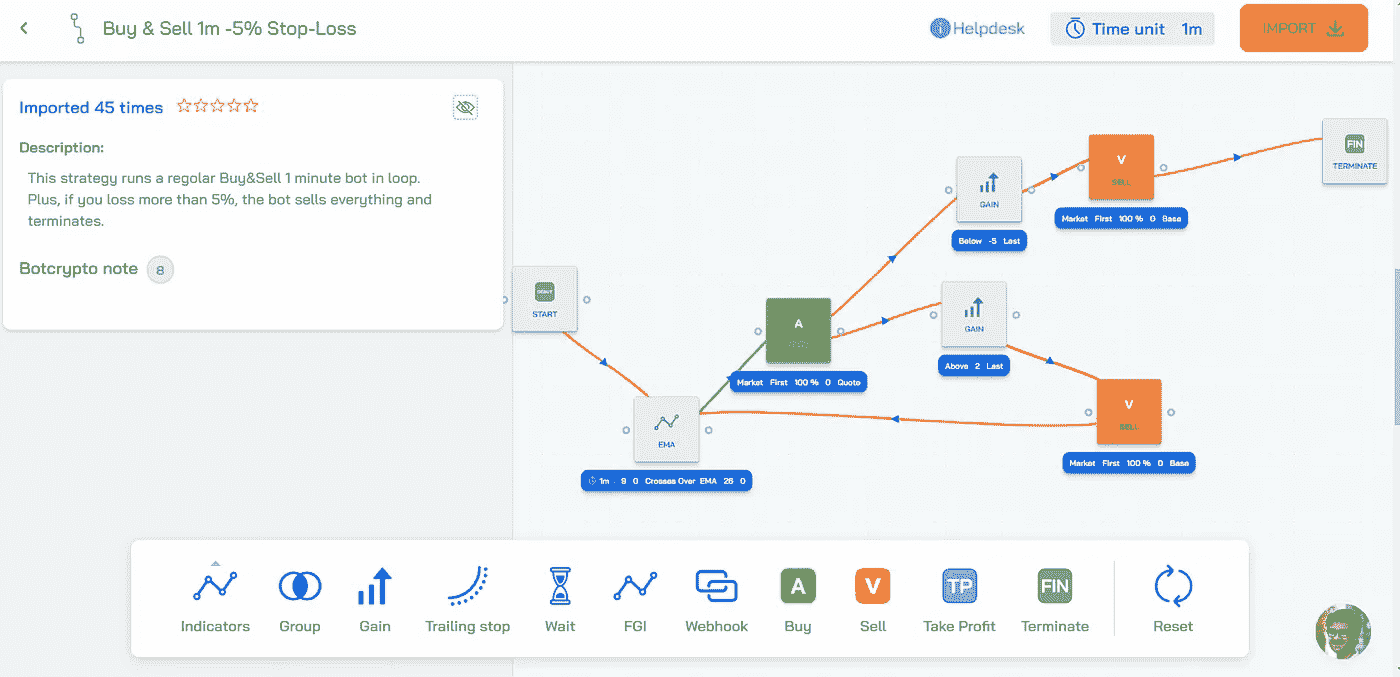 Buy & Sell 1m -5% Stop-Loss
Helpdesk
Time unit 1m
IMPORT
Imported 45 times
Description:
This strategy runs a regolar Buy&Sell 1 minute bot in loop.
Plus, if you loss more than 5%, the bot sells everything and
terminates.
Botcrypto note 8
START
EMA
1m - 9 0 Crosses Over EMA 26 0
A
Market First 100 % 0 Quote
GAIN
Below -5 Last
V
SELL
Market First 100 % 0 Base
FIN
TERMINATE
GAIN
Above 2 Last
V
SELL
Market First 100 % 0 Base
Indicators
Group
Gain
Trailing stop
Wait
FGI
Webhook
A
Buy
V
Sell
TP
Take Profit
FIN
Terminate
Reset